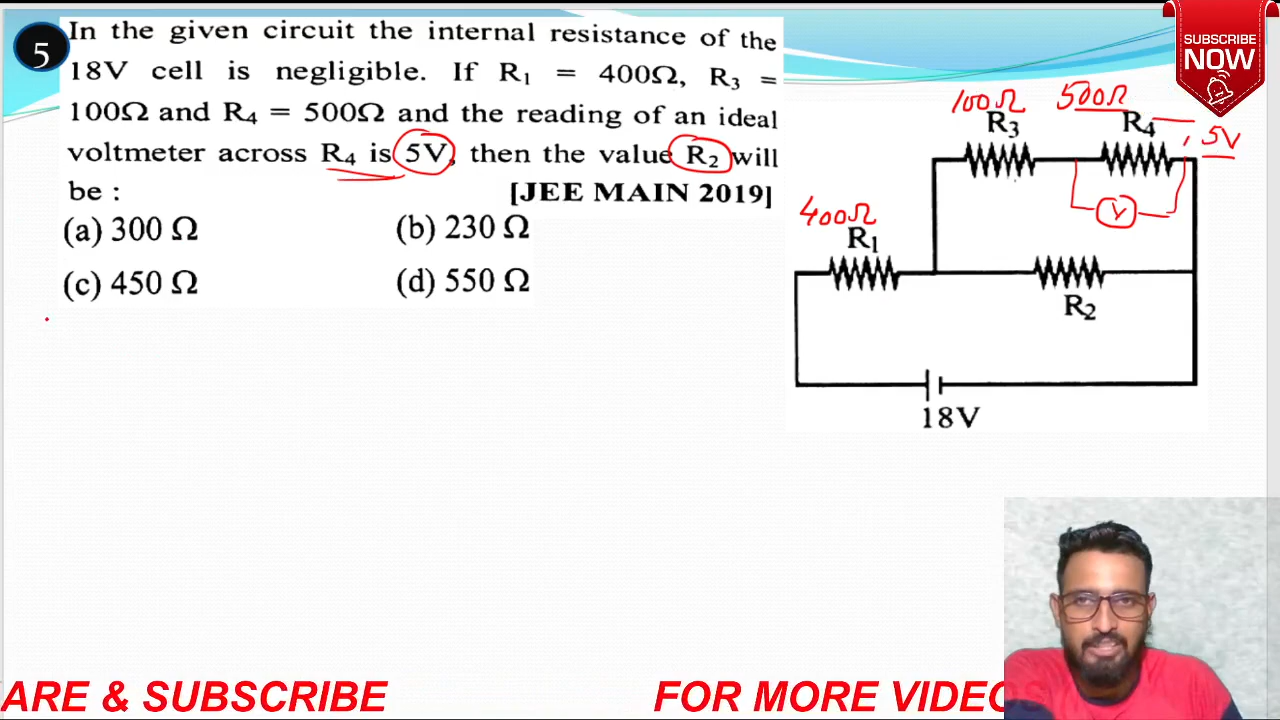 5
In the given circuit the internal resistance of the
18V cell is negligible. If R₁ = 400Ω, R₃ =
100Ω and R₄ = 500Ω and the reading of an ideal
voltmeter across R₄ is 5V, then the value R₂ will
be :
[JEE MAIN 2019]
(a) 300 Ω
(b) 230 Ω
(c) 450 Ω
(d) 550 Ω
SUBSCRIBE
NOW
100Ω
500Ω
R₃
R₄
5V
V
400Ω
R₁
R₂
18V
ARE & SUBSCRIBE
FOR MORE VIDEO